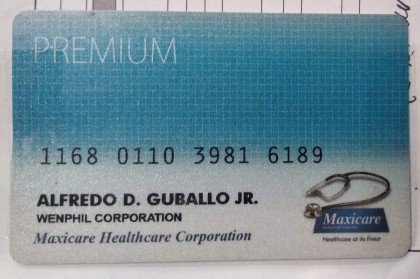 PREMIUM
1168 0110 3981 6189
ALFREDO D. GUBALLO JR.
WENPHIL CORPORATION
Maxicare Healthcare Corporation
Maxicare
Healthcare at its finest